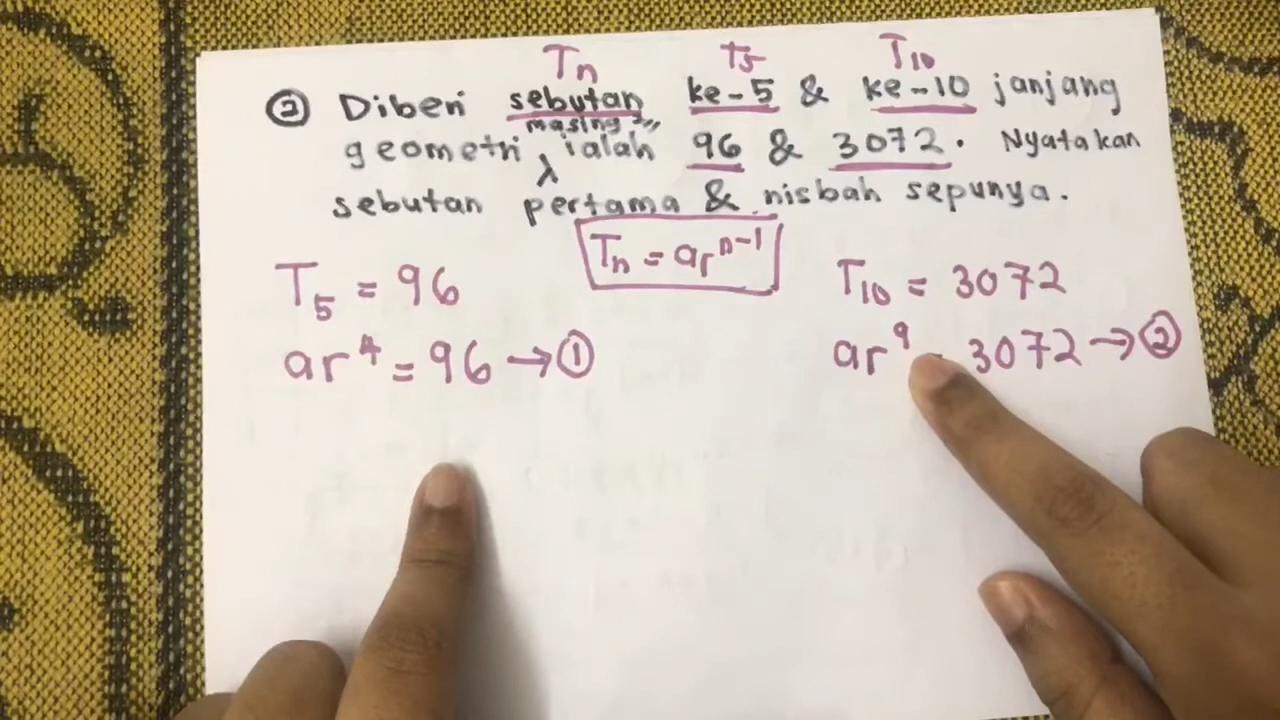 Tn T5 T10
② Diberi sebutan ke-5 & ke-10 janjang
masing"
geometri ⅄ ialah 96 & 3072. Nyatakan
sebutan pertama & nisbah sepunya.
Tn = ar^n-1
T5 = 96 T10 = 3072
ar^4 = 96 → ① ar^9 = 3072 → ②